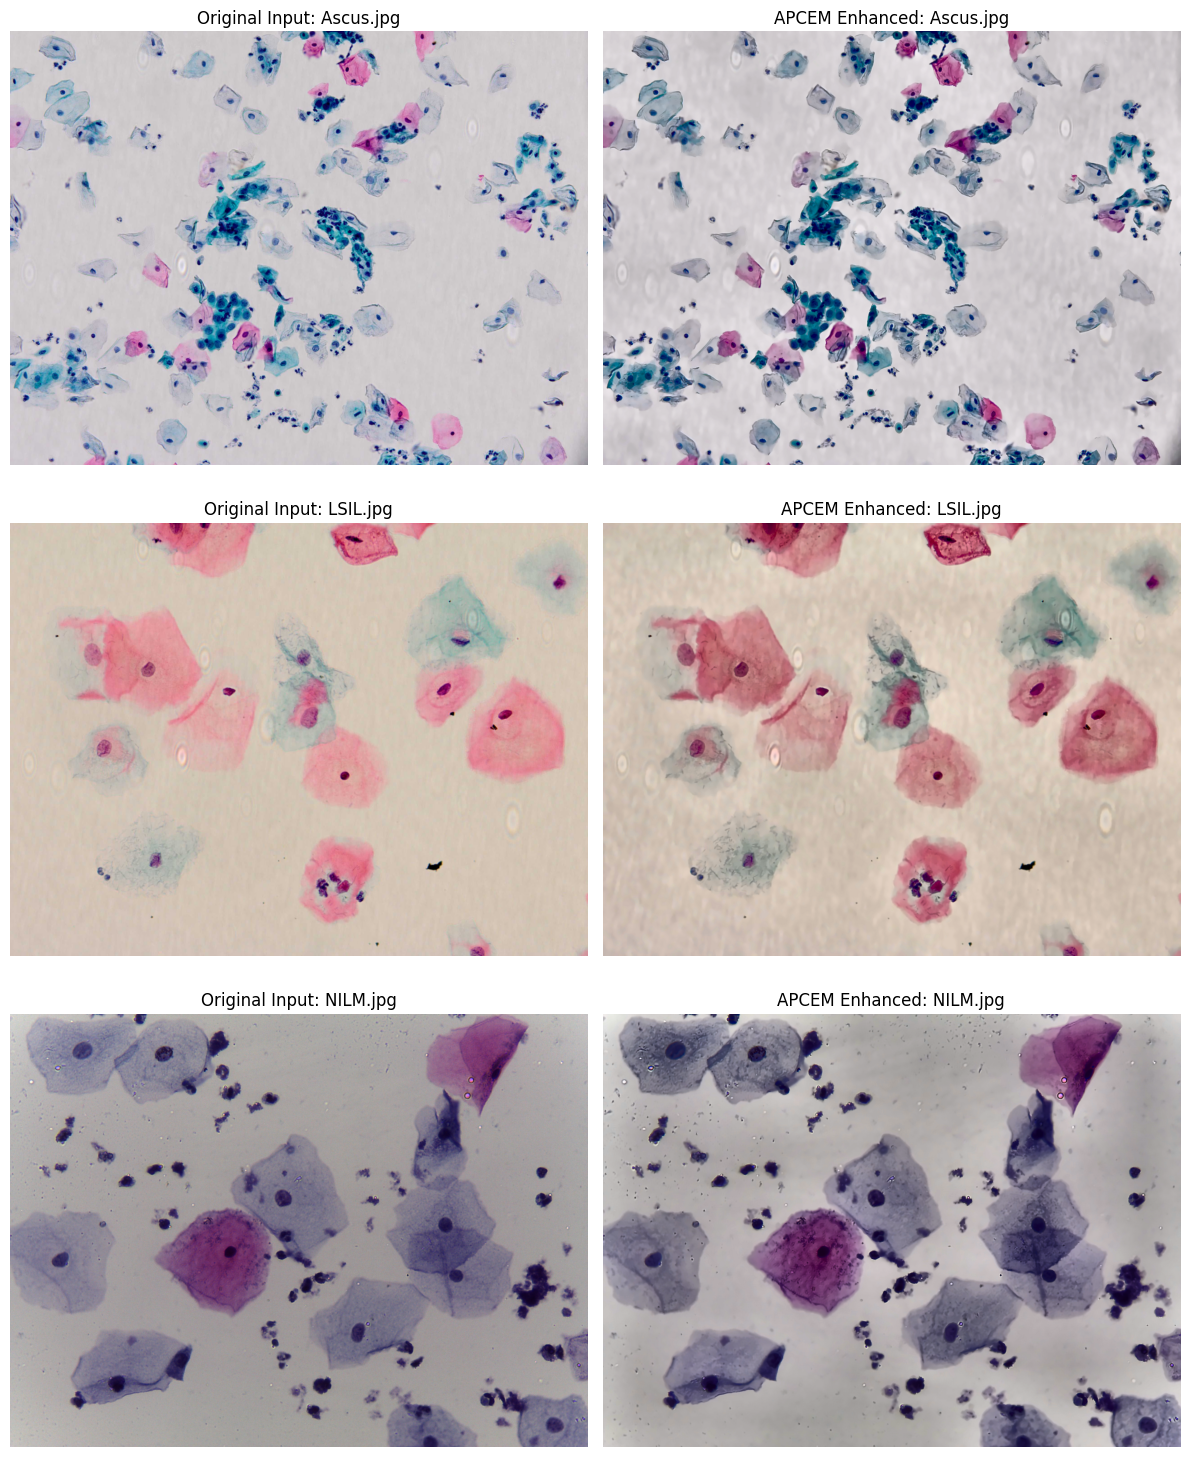 Original Input: Ascus.jpg
APCEM Enhanced: Ascus.jpg
Original Input: LSIL.jpg
APCEM Enhanced: LSIL.jpg
Original Input: NILM.jpg
APCEM Enhanced: NILM.jpg